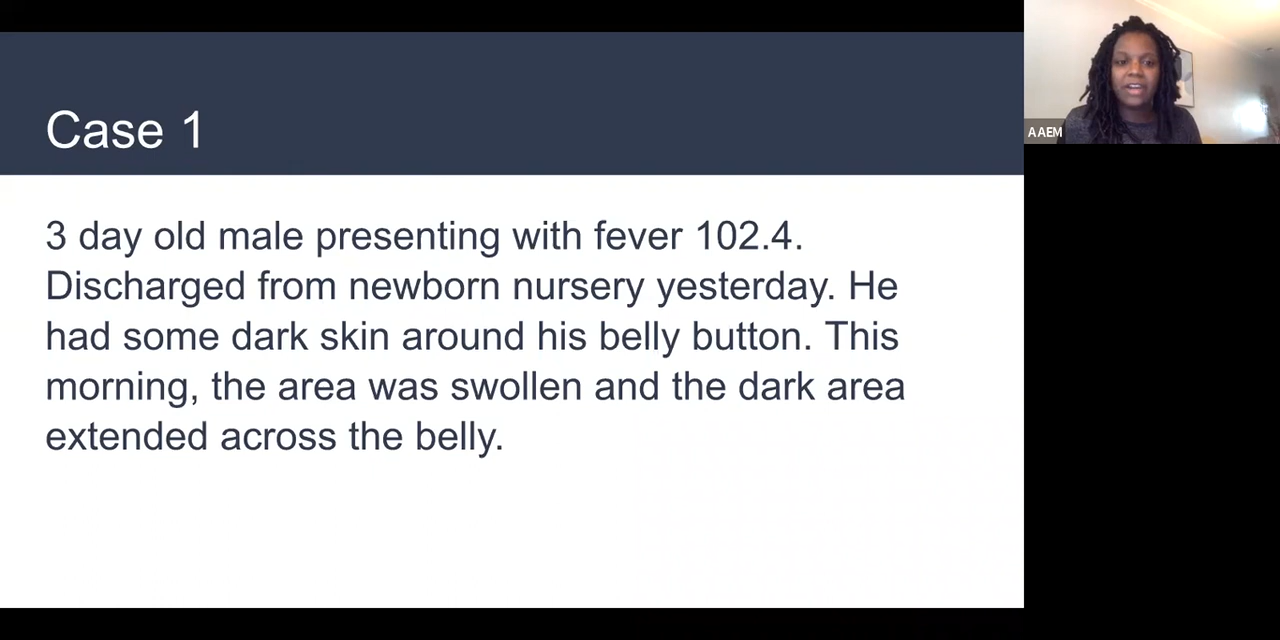 Case 1
3 day old male presenting with fever 102.4.
Discharged from newborn nursery yesterday. He
had some dark skin around his belly button. This
morning, the area was swollen and the dark area
extended across the belly.
AAEM